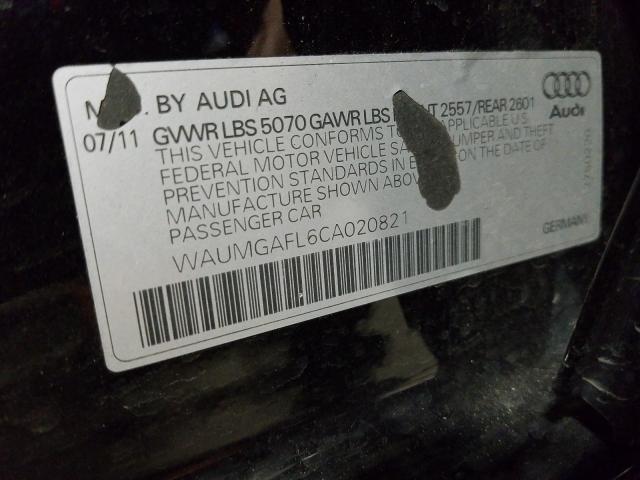 BY AUDI AG
07/11 GVWR LBS 5070 GAWR LBS 2557/REAR 2601
THIS VEHICLE CONFORMS TO APPLICABLE U.S.
FEDERAL MOTOR VEHICLE SAFETY BUMPER AND THEFT
PREVENTION STANDARDS IN ON THE DATE OF
MANUFACTURE SHOWN ABOVE
PASSENGER CAR
WAUMGAFL6CA020821
Audi
GERMANY